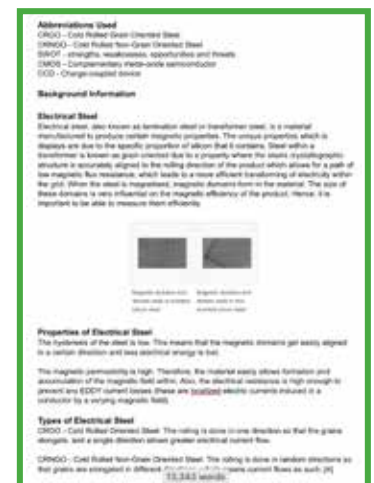 Abbreviations Used
CRGO - Cold Rolled Grain Oriented Steel
CRNGO - Cold Rolled Non-Grain Oriented Steel
SWOT - strengths, weaknesses, opportunities and threats
CMOS - Complementary metal-oxide semiconductor
CCD - Charge-coupled device
Background Information
Electrical Steel
Electrical steel, also known as lamination steel or transformer steel, is a material
manufactured to produce certain magnetic properties. The unique properties which is
displays are due to the specific proportion of silicon that it contains. Steel within a
transformer is known as grain oriented due to a property where the steels crystallographic
structure is accurately aligned to the rolling direction of the product which allows for a path of
low magnetic flux resistance, which leads to a more efficient transforming of electricity within
the grid. When the steel is magnetised, magnetic domains form in the material. The size of
these domains is very influential on the magnetic efficiency of the product. Hence, it is
important to be able to measure them efficiently.
Properties of Electrical Steel
The hysteresis of the steel is low. This means that the magnetic domains get easily aligned
in a certain direction and less electrical energy is lost.
The magnetic permeability is high. Therefore, the material easily allows formation and
accumulation of the magnetic field within. Also, the electrical resistance is high enough to
prevent any EDDY current losses (these are localized electric currents induced in a
conductor by a varying magnetic field).
Types of Electrical Steel
CRGO - Cold Rolled Grain Oriented Steel. The rolling is done in one direction so that the grains
elongate, and a single direction allows greater electrical current flow.
CRNGO - Cold Rolled Non-Grain Oriented Steel. The rolling is done in random directions so
that grains are elongated in different means current flows as such. [4]
words